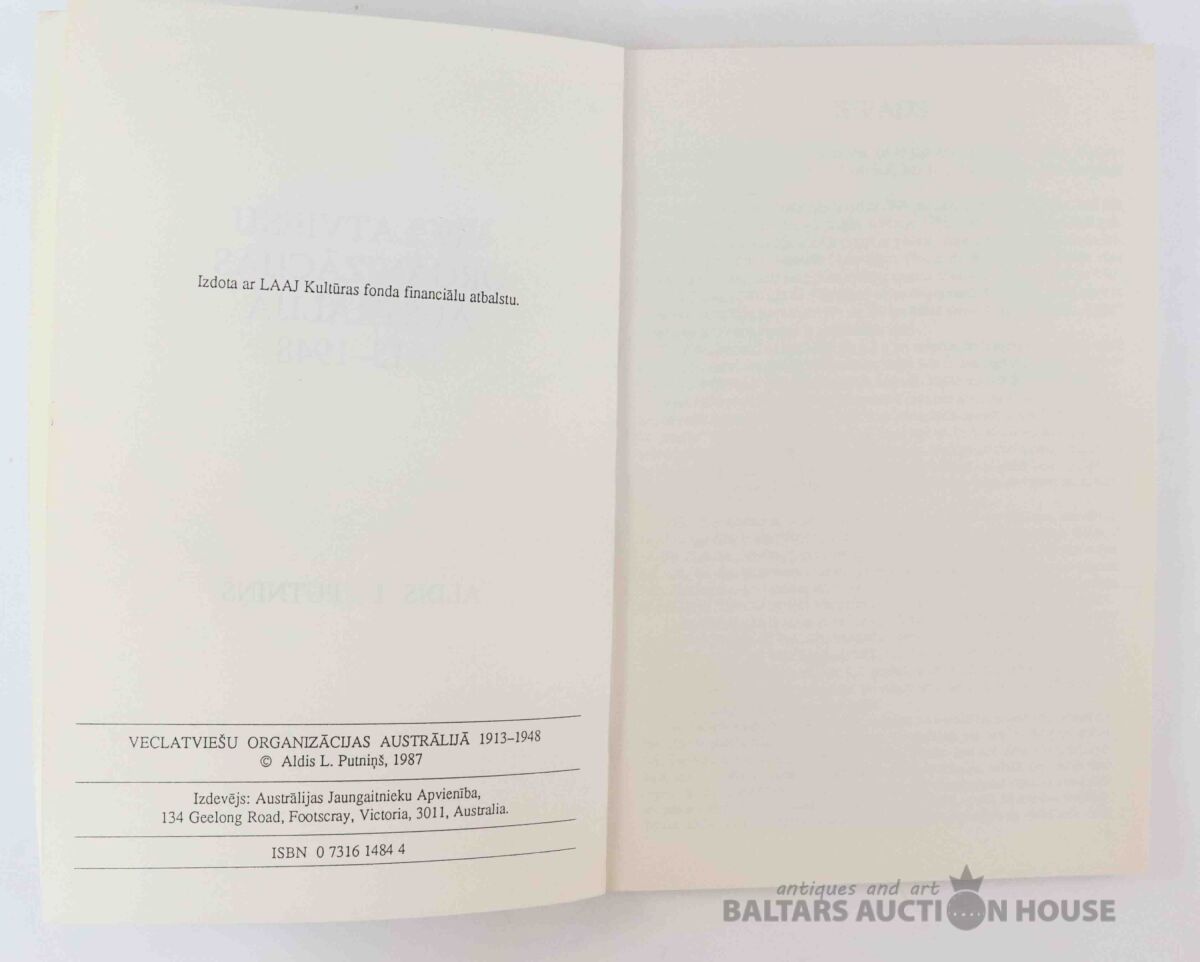 Izdota ar LAAJ Kultūras fonda financiālu atbalstu.
VECLATVIEŠU ORGANIZĀCIJAS AUSTRĀLIJĀ 1913–1948
© Aldis L. Putniņš, 1987
Izdevējs: Austrālijas Jaungaitnieku Apvienība,
134 Geelong Road, Footscray, Victoria, 3011, Australia.
ISBN 0 7316 1484 4
antiques and art
BALTARS AUCTION HOUSE